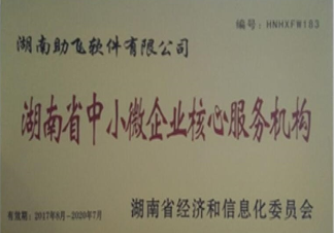 编号：HNHXFW183
湖南助飞软件有限公司
湖南省中小微企业核心服务机构
有效期：2017年8月-2020年7月
湖南省经济和信息化委员会